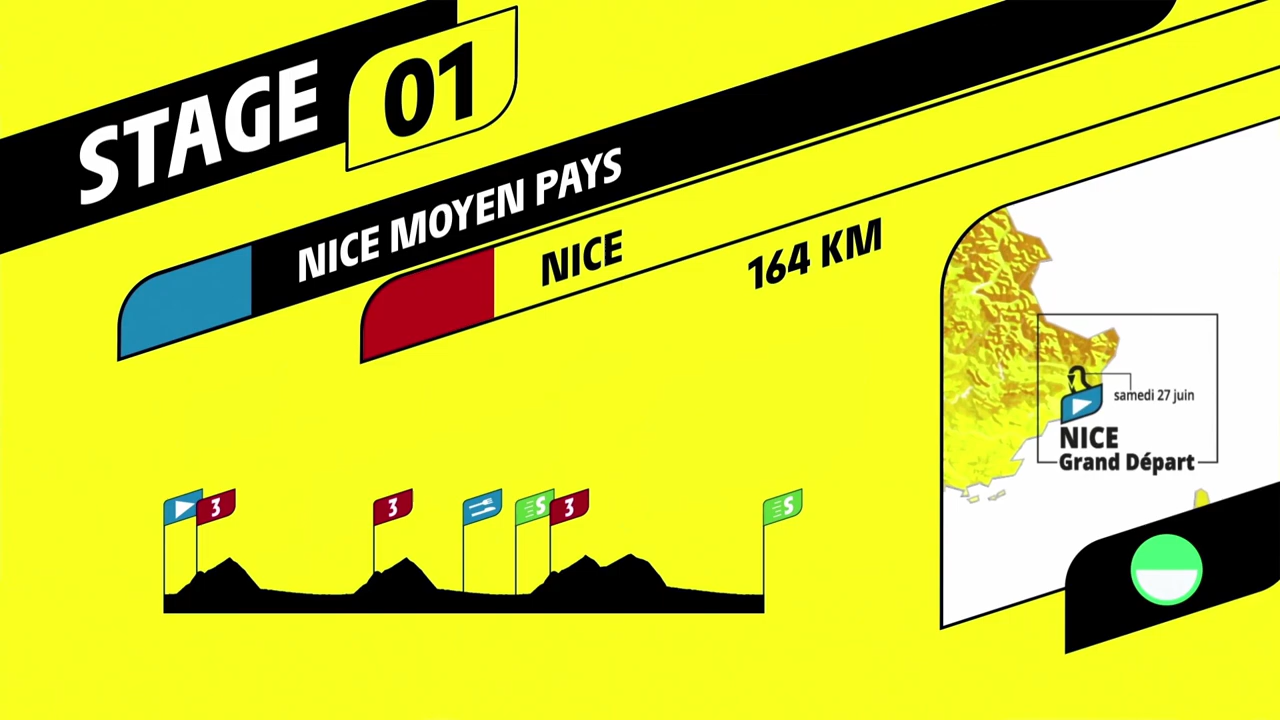 STAGE 01
NICE MOYEN PAYS
NICE
164 KM
samedi 27 juin
NICE
Grand Départ
3
3
S
3
S